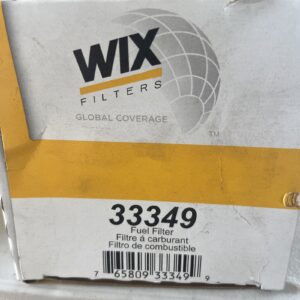 WIX
FILTERS
GLOBAL COVERAGE
TM
33349
Fuel Filter
Filtre à carburant
Filtro de combustible
7 65809 33349 9